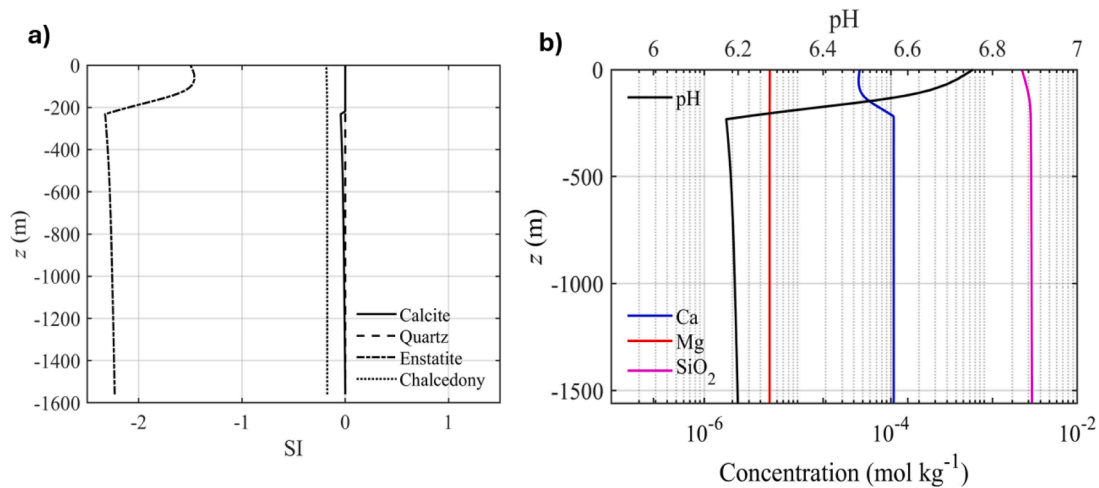 a)
0
-200
-400
-600
-800
-1000
-1200
-1400
-1600
z (m)
-2
-1
0
1
SI
Calcite
Quartz
Enstatite
Chalcedony
b)
pH
6
6.2
6.4
6.6
6.8
7
0
-500
-1000
-1500
z (m)
pH
Ca
Mg
SiO₂
10⁻⁶
10⁻⁴
10⁻²
Concentration (mol kg⁻¹)